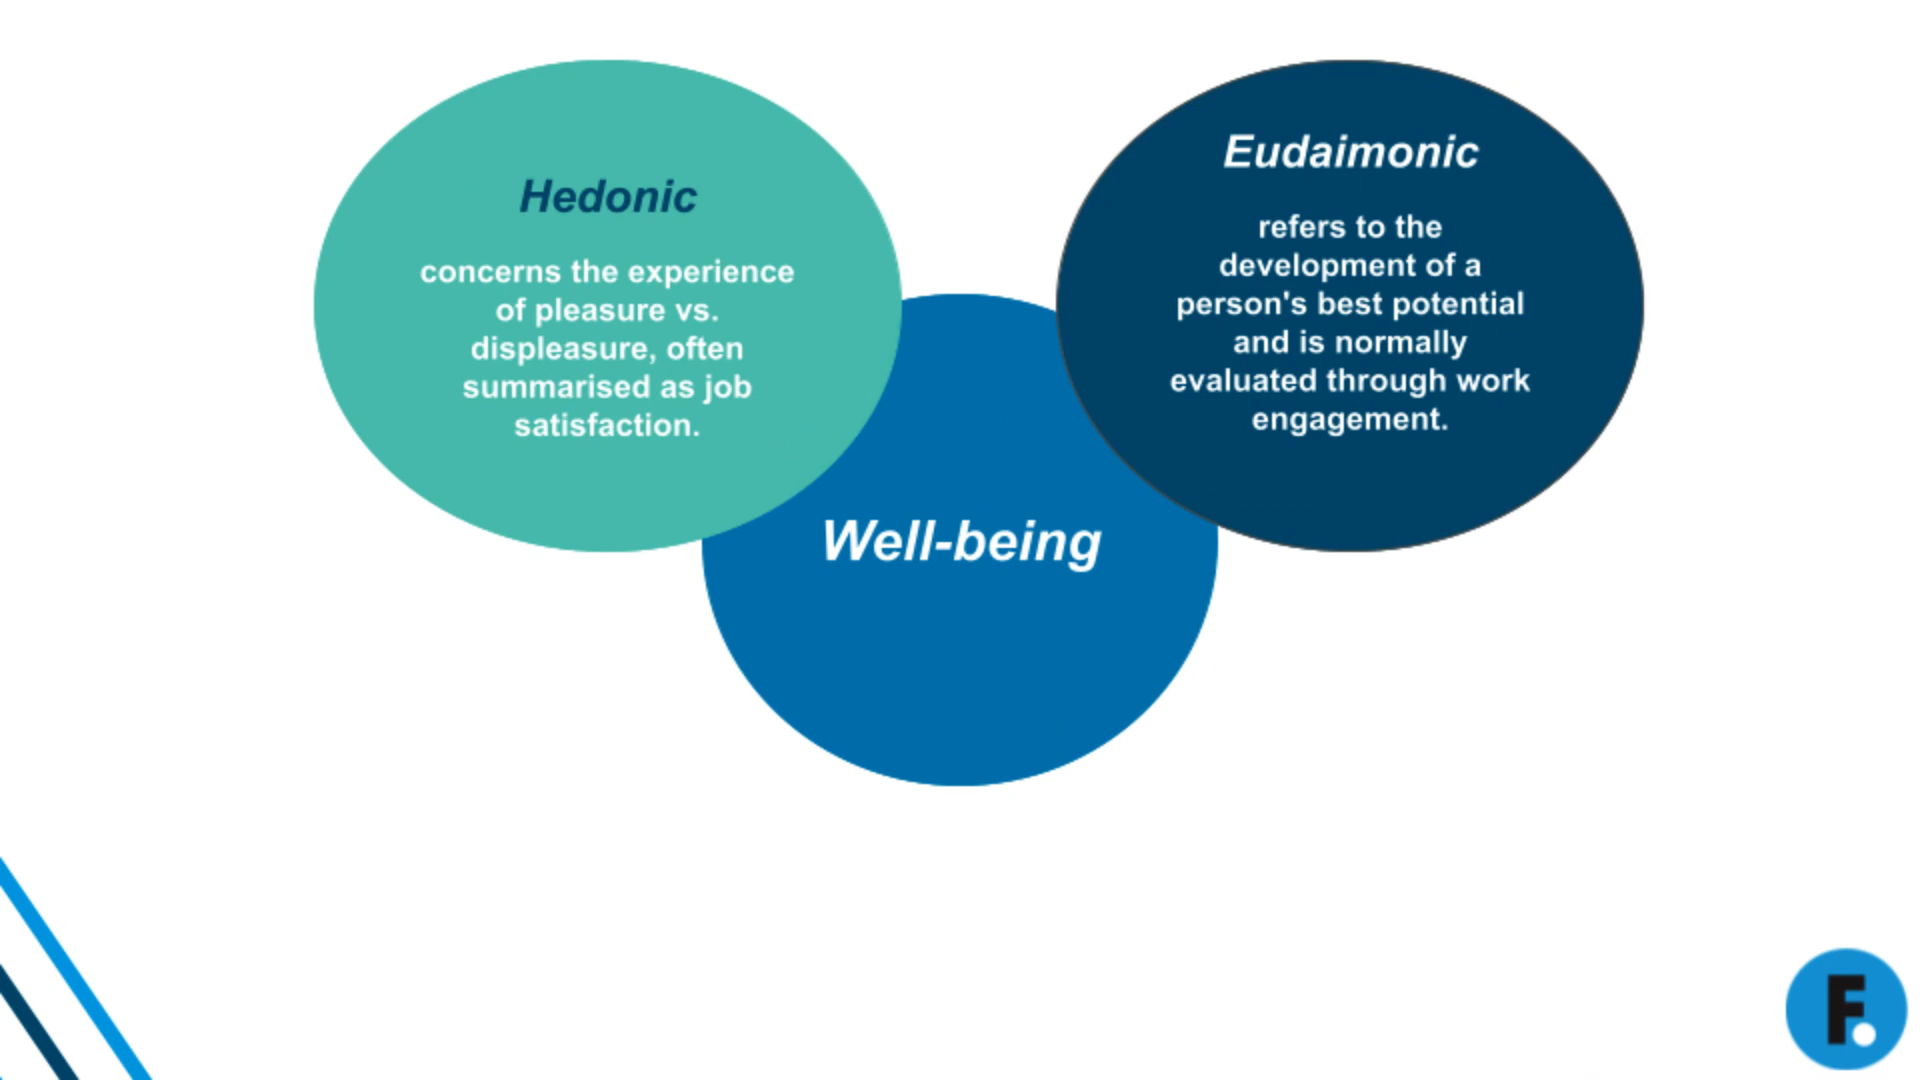 Hedonic
concerns the experience
of pleasure vs.
displeasure, often
summarised as job
satisfaction.
Eudaimonic
refers to the
development of a
person's best potential
and is normally
evaluated through work
engagement.
Well-being
F.